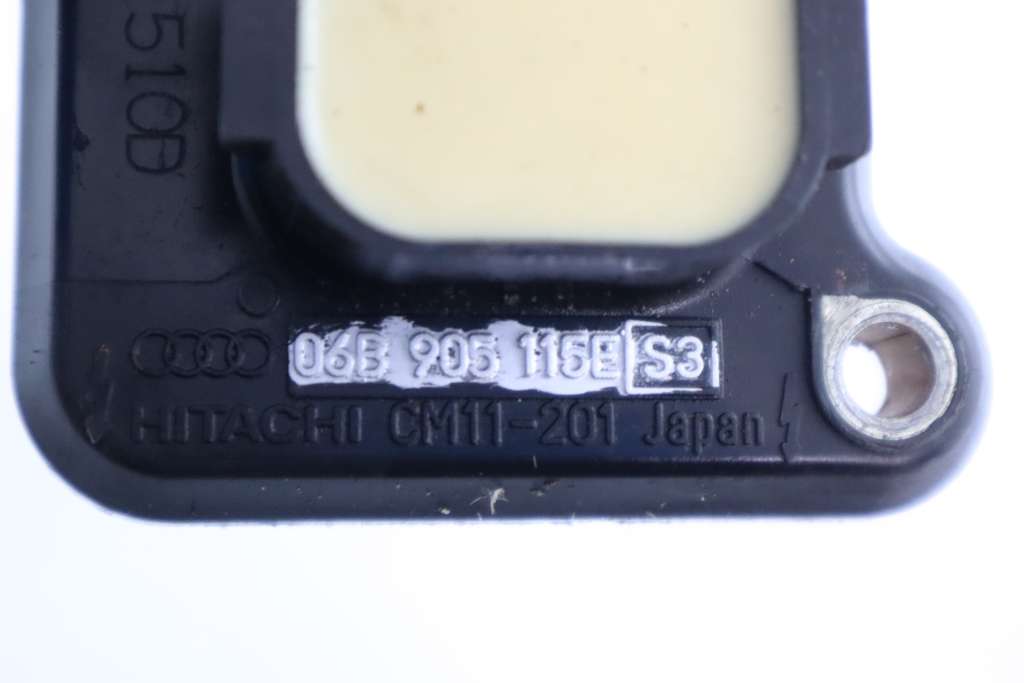 510B
06B 905 115E S3
HITACHI CM11-201 Japan